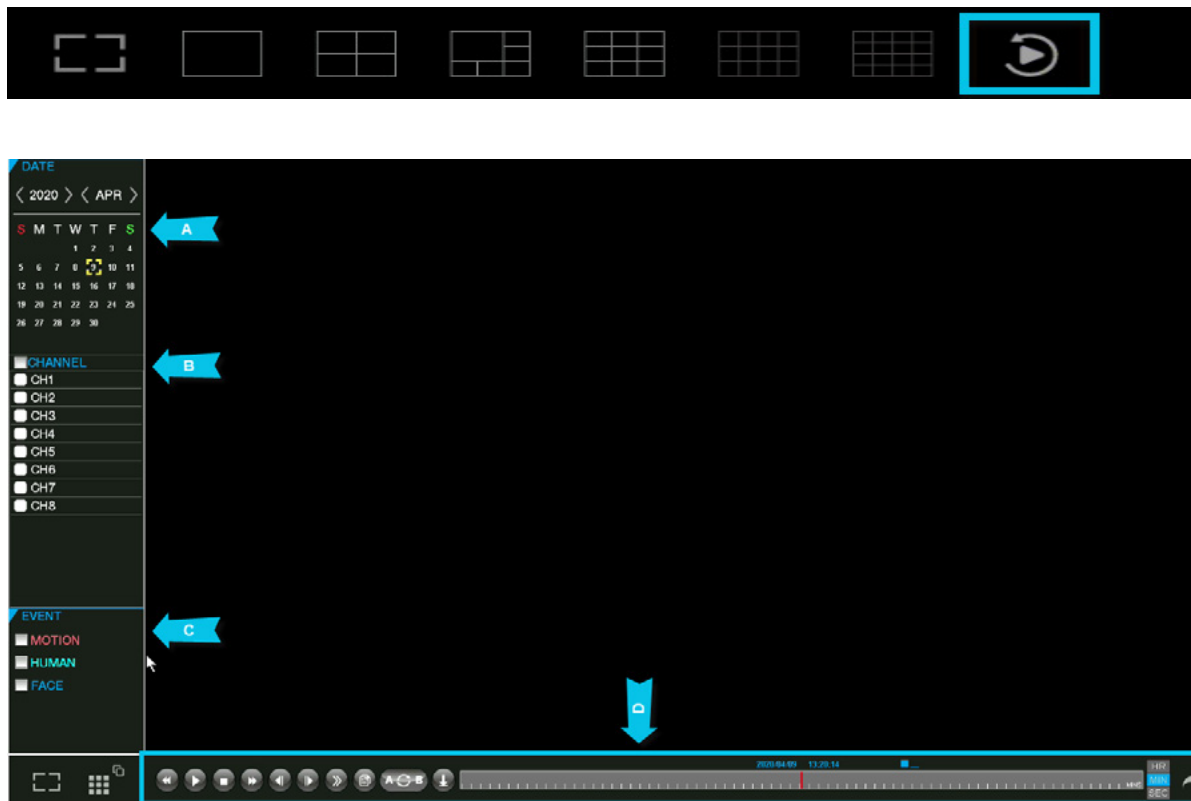 DATE
〈 2020 〉 〈 APR 〉
S M T W T F S
1 2 3 4
5 6 7 8 9 10 11
12 13 14 15 16 17 18
19 20 21 22 23 24 25
26 27 28 29 30
A
CHANNEL
B
CH1
CH2
CH3
CH4
CH5
CH6
CH7
CH8
EVENT
C
MOTION
HUMAN
FACE
D
2020-04-09 13:20:14
A B
HR
MIN
SEC